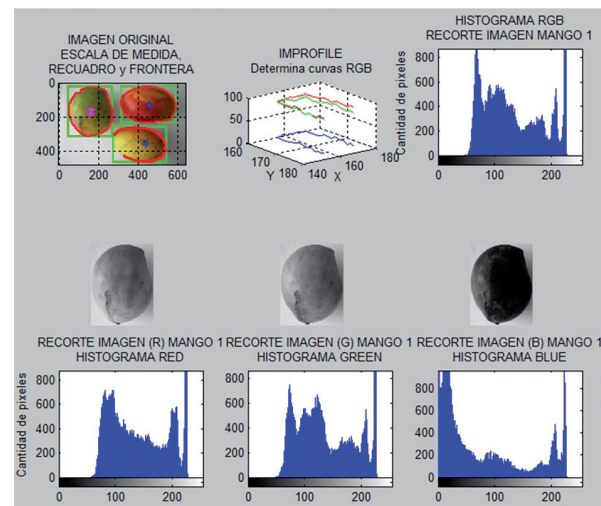 IMAGEN ORIGINAL
ESCALA DE MEDIDA,
RECUADRO y FRONTERA
0
200
400
0 200 400 600
IMPROFILE
Determina curvas RGB
100
50
0
160
170
180
Y
140
160
180
X
HISTOGRAMA RGB
RECORTE IMAGEN MANGO 1
Cantidad de pixeles
800
600
400
200
0
0 100 200
RECORTE IMAGEN (R) MANGO 1
HISTOGRAMA RED
Cantidad de pixeles
800
600
400
200
0
0 100 200
RECORTE IMAGEN (G) MANGO 1
HISTOGRAMA GREEN
800
600
400
200
0
0 100 200
RECORTE IMAGEN (B) MANGO 1
HISTOGRAMA BLUE
800
600
400
200
0
0 100 200